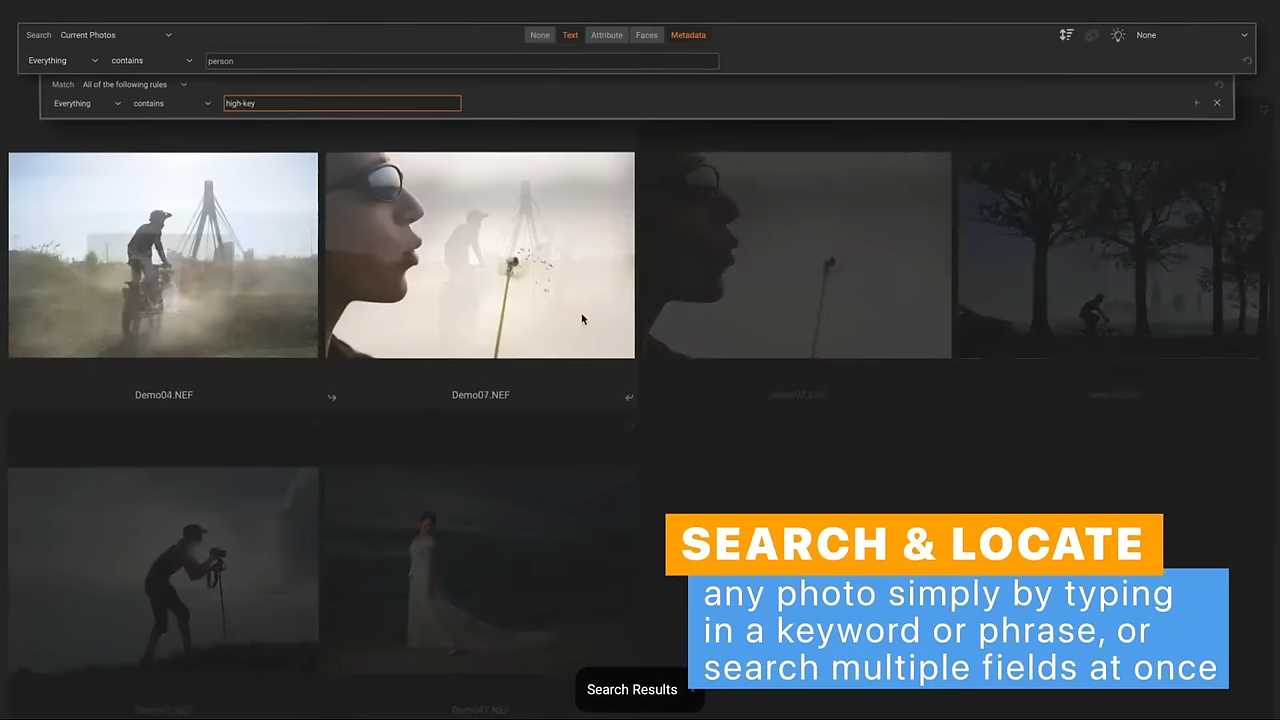 Search Current Photos None Text Attribute Faces Metadata None
Everything contains person
Match All of the following rules
Everything contains high-key
Demo04.NEF Demo07.NEF Demo07.NEF
Search Results
SEARCH & LOCATE
any photo simply by typing
in a keyword or phrase, or
search multiple fields at once